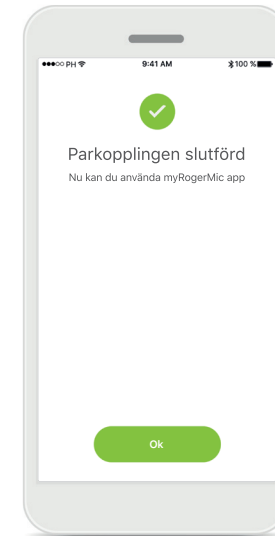 PH 9:41 AM 100 %
Parkopplingen slutförd
Nu kan du använda myRogerMic app
Ok